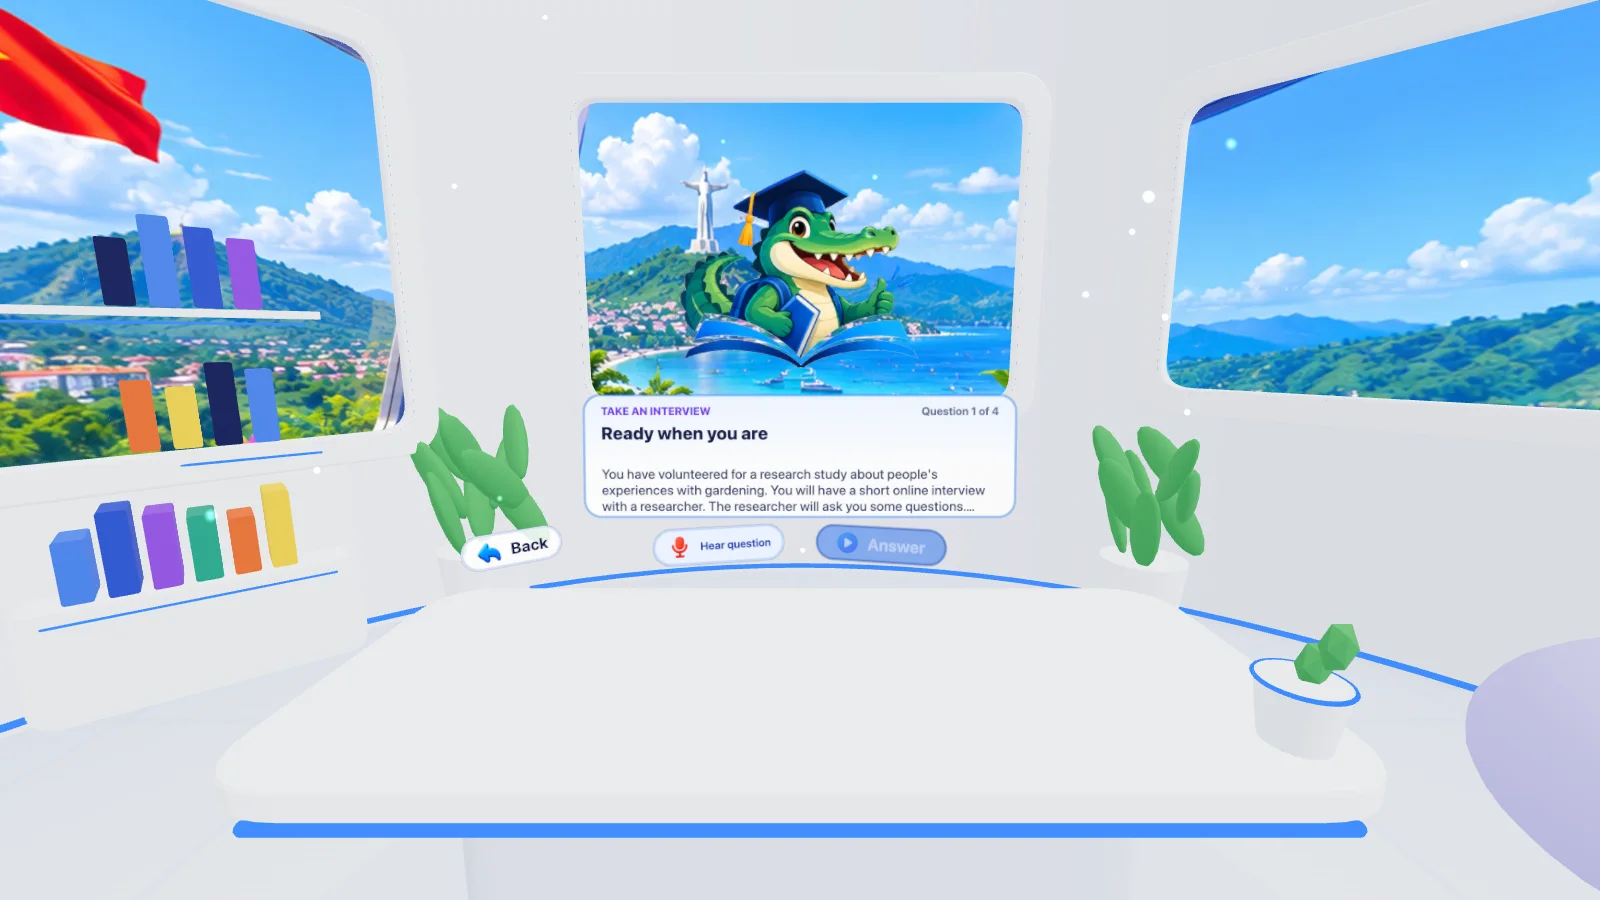 TAKE AN INTERVIEW
Question 1 of 4
Ready when you are
You have volunteered for a research study about people's
experiences with gardening. You will have a short online interview
with a researcher. The researcher will ask you some questions....
Back
Hear question
Answer